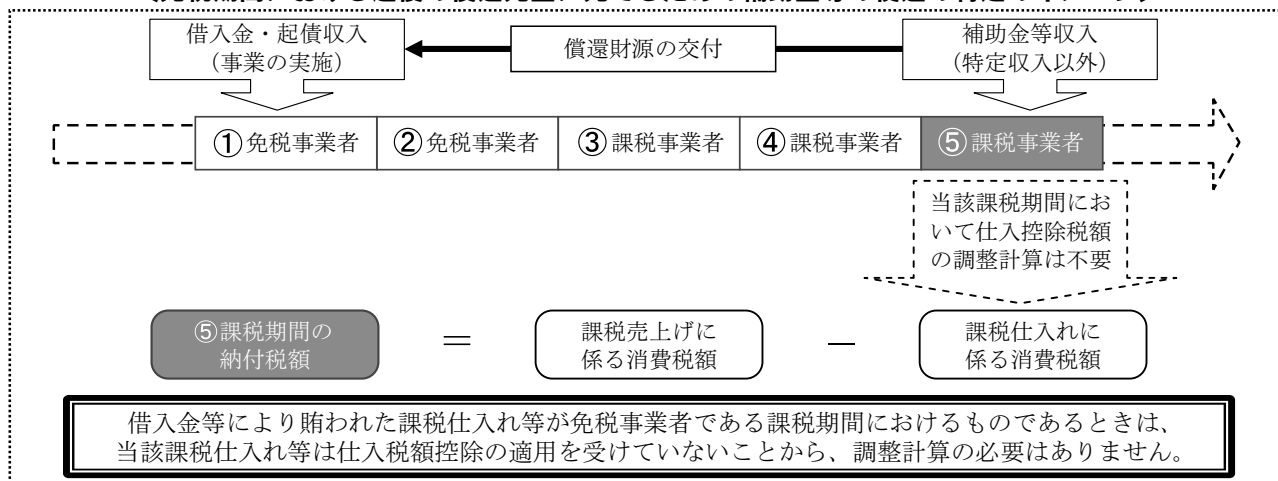 借入金・起債収入
(事業の実施)
償還財源の交付
補助金等収入
(特定収入以外)
①免税事業者
②免税事業者
③課税事業者
④課税事業者
⑤課税事業者
当該課税期間にお
いて仕入控除税額
の調整計算は不要
⑤課税期間の
納付税額
=
課税売上げに
係る消費税額
−
課税仕入れに
係る消費税額
借入金等により賄われた課税仕入れ等が免税事業者である課税期間におけるものであるときは、
当該課税仕入れ等は仕入税額控除の適用を受けていないことから、調整計算の必要はありません。